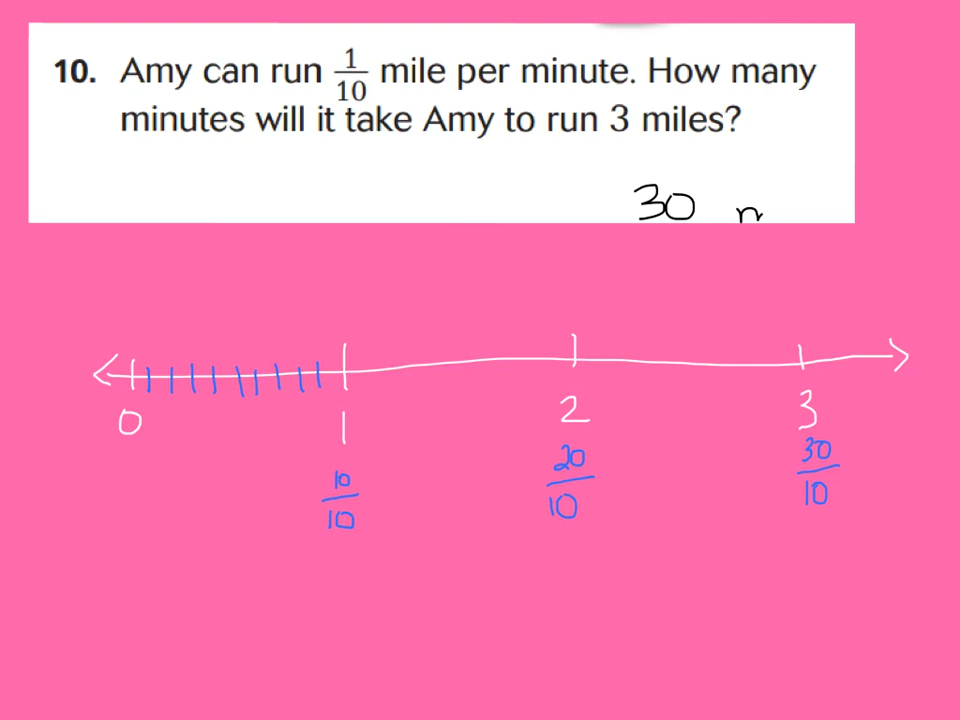 10. Amy can run 1/10 mile per minute. How many
minutes will it take Amy to run 3 miles?
30
0 1 2 3
10/10 20/10 30/10